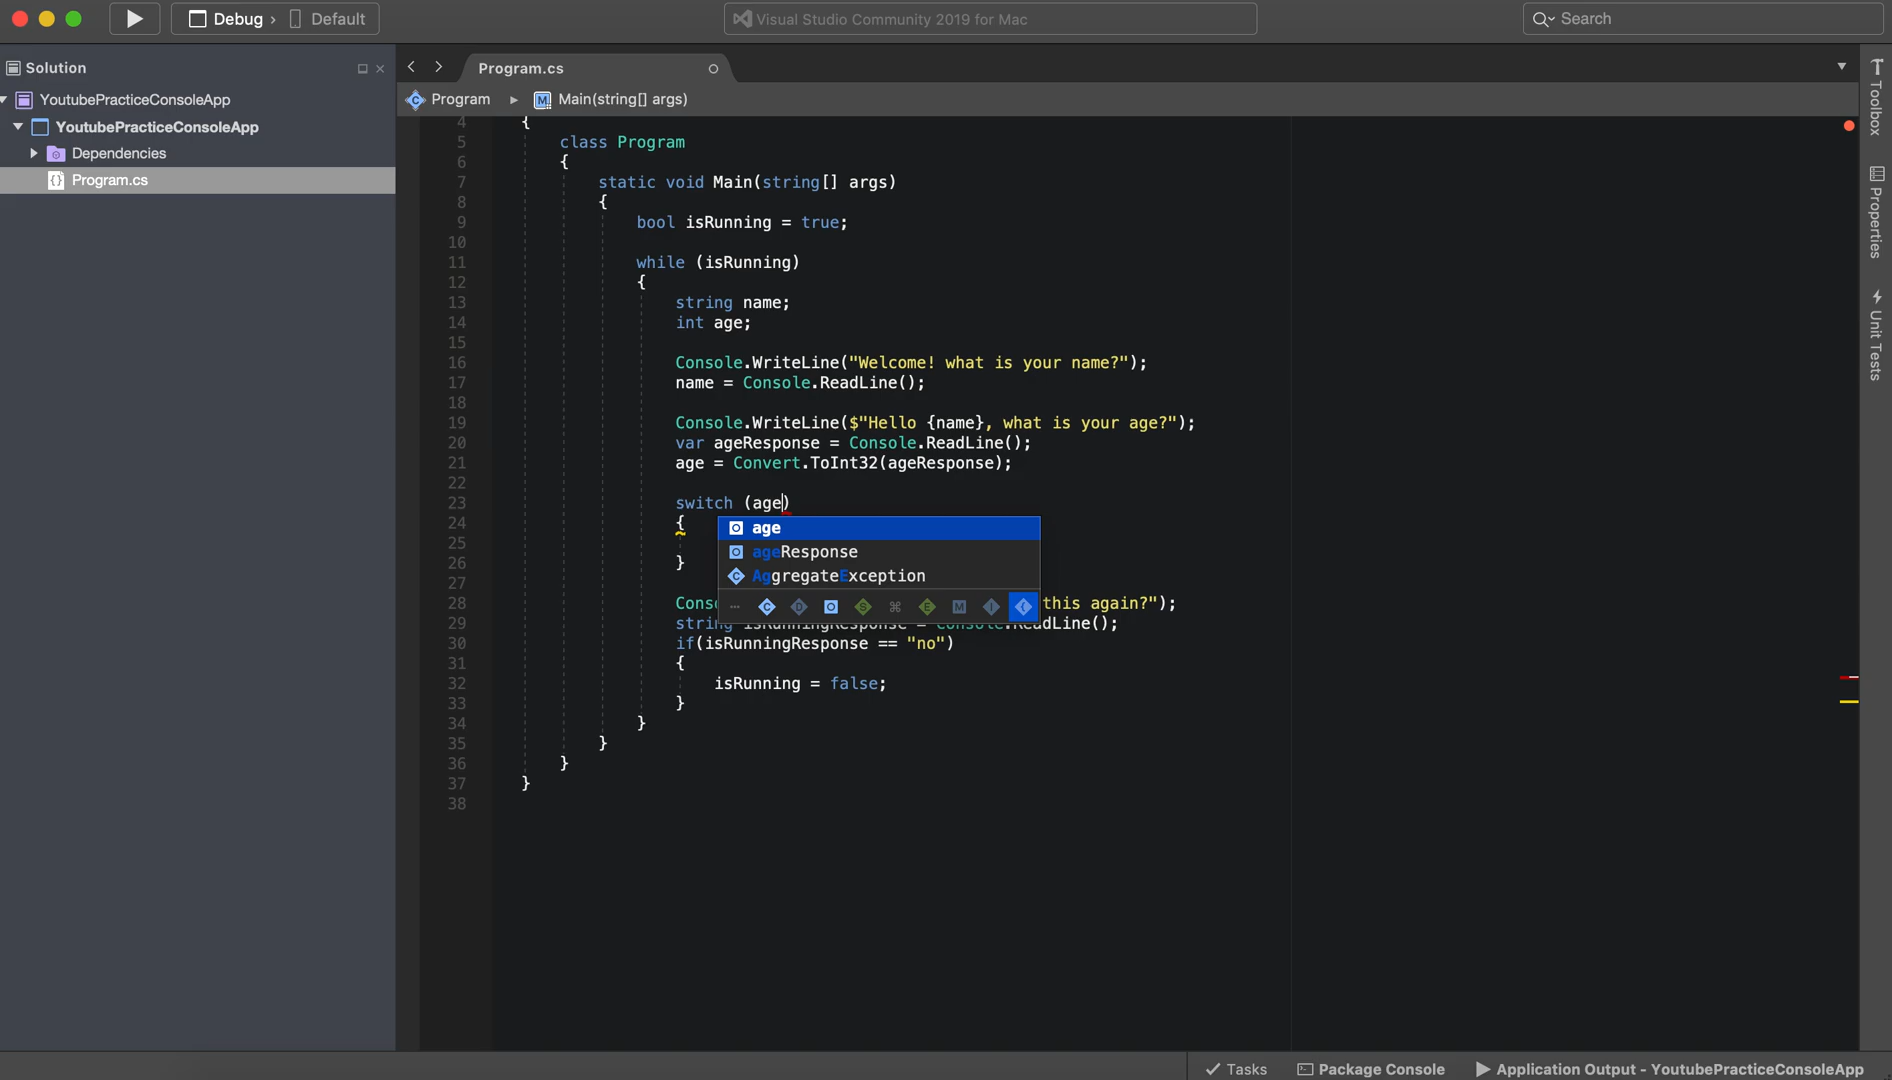 Debug › Default
Visual Studio Community 2019 for Mac
Search
Solution
YoutubePracticeConsoleApp
YoutubePracticeConsoleApp
Dependencies
Program.cs
Program.cs
Program
Main(string[] args)
4 {
5 class Program
6 {
7 static void Main(string[] args)
8 {
9 bool isRunning = true;
10
11 while (isRunning)
12 {
13 string name;
14 int age;
15
16 Console.WriteLine("Welcome! what is your name?");
17 name = Console.ReadLine();
18
19 Console.WriteLine($"Hello {name}, what is your age?");
20 var ageResponse = Console.ReadLine();
21 age = Convert.ToInt32(ageResponse);
22
23 switch (age)
24 {
25
26 }
27
28 Cons this again?");
29 string isRunningResponse = Console.ReadLine();
30 if(isRunningResponse == "no")
31 {
32 isRunning = false;
33 }
34 }
35 }
36 }
37 }
38
age
ageResponse
AggregateException
C D O S ⌘ E M I
Toolbox
Properties
Unit Tests
Tasks
Package Console
Application Output - YoutubePracticeConsoleApp